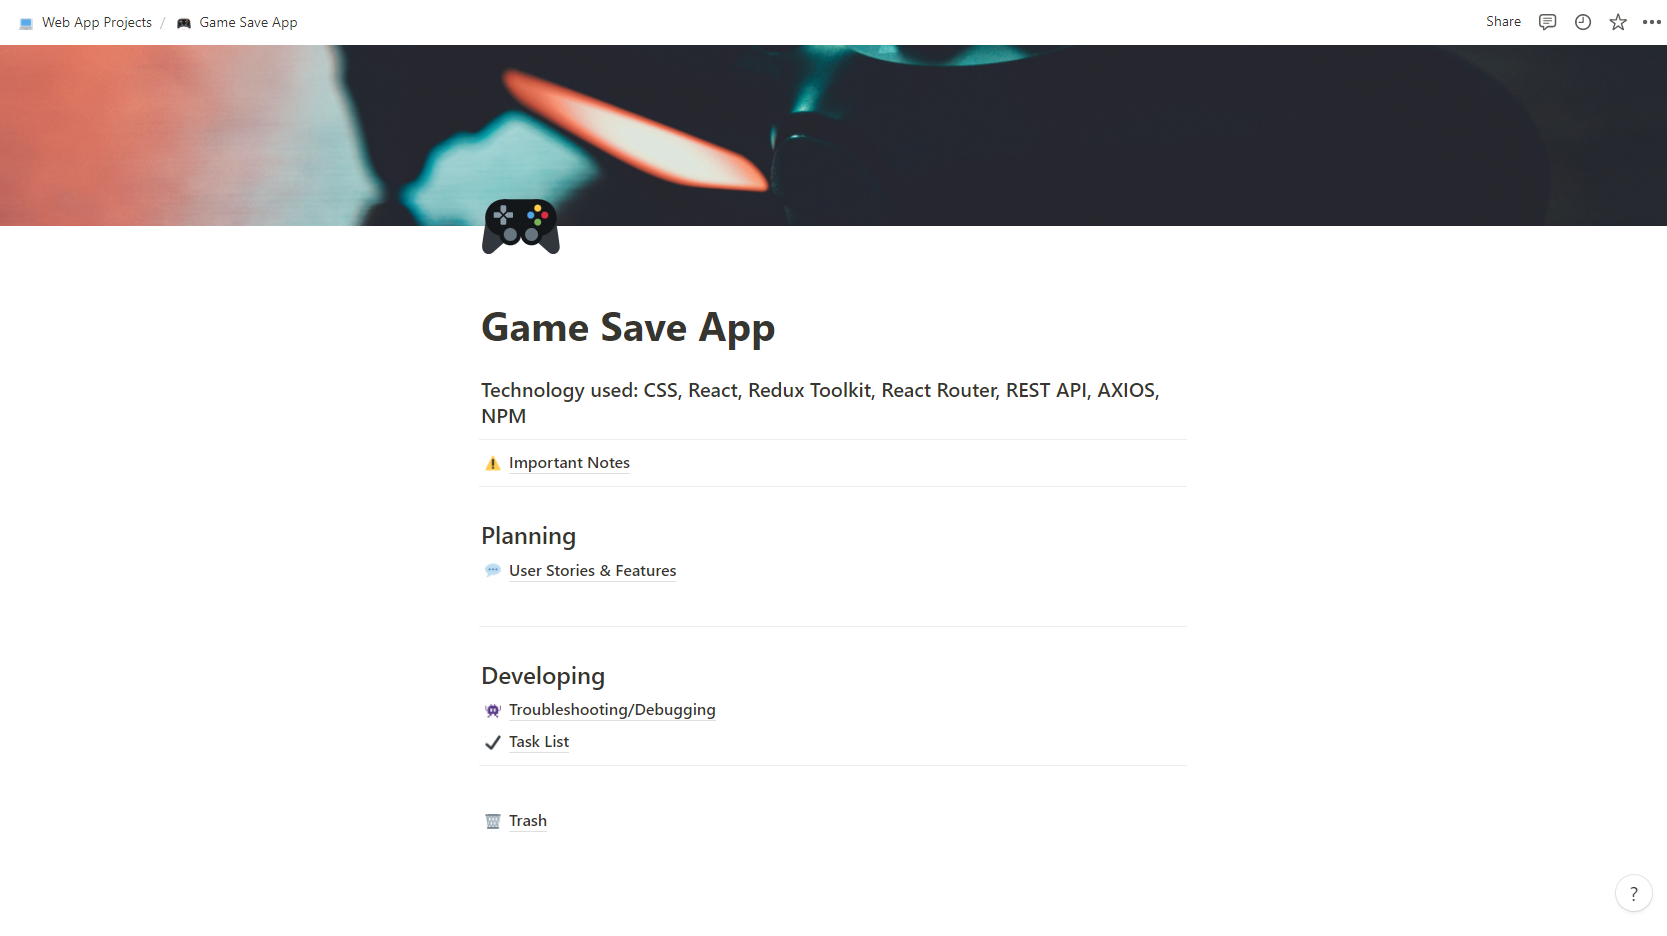 Web App Projects / Game Save App
Share
Game Save App
Technology used: CSS, React, Redux Toolkit, React Router, REST API, AXIOS,
NPM
Important Notes
Planning
User Stories & Features
Developing
Troubleshooting/Debugging
Task List
Trash
?